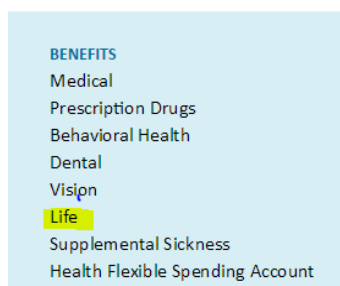 BENEFITS
Medical
Prescription Drugs
Behavioral Health
Dental
Vision
Life
Supplemental Sickness
Health Flexible Spending Account